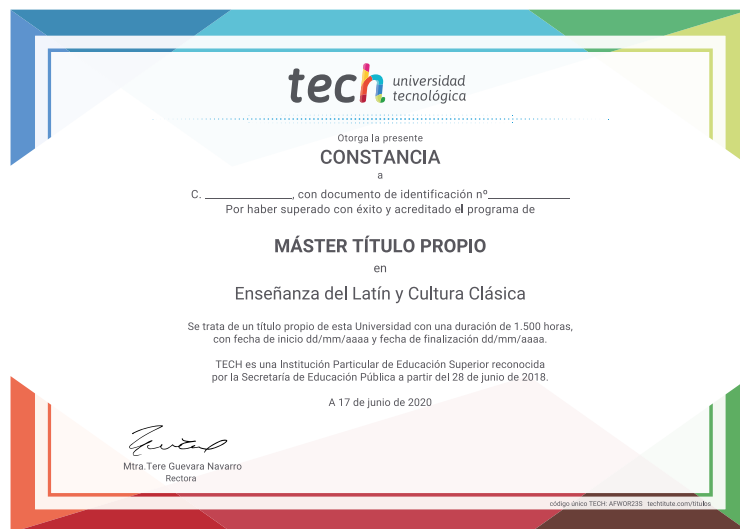 tech universidad
tecnológica
Otorga la presente
CONSTANCIA
a
C. ________________, con documento de identificación nº______________
Por haber superado con éxito y acreditado el programa de
MÁSTER TÍTULO PROPIO
en
Enseñanza del Latín y Cultura Clásica
Se trata de un título propio de esta Universidad con una duración de 1.500 horas,
con fecha de inicio dd/mm/aaaa y fecha de finalización dd/mm/aaaa.
TECH es una Institución Particular de Educación Superior reconocida
por la Secretaría de Educación Pública a partir del 28 de junio de 2018.
A 17 de junio de 2020
Mtra.Tere Guevara Navarro
Rectora
código único TECH: AFWOR23S techtitute.com/titulos